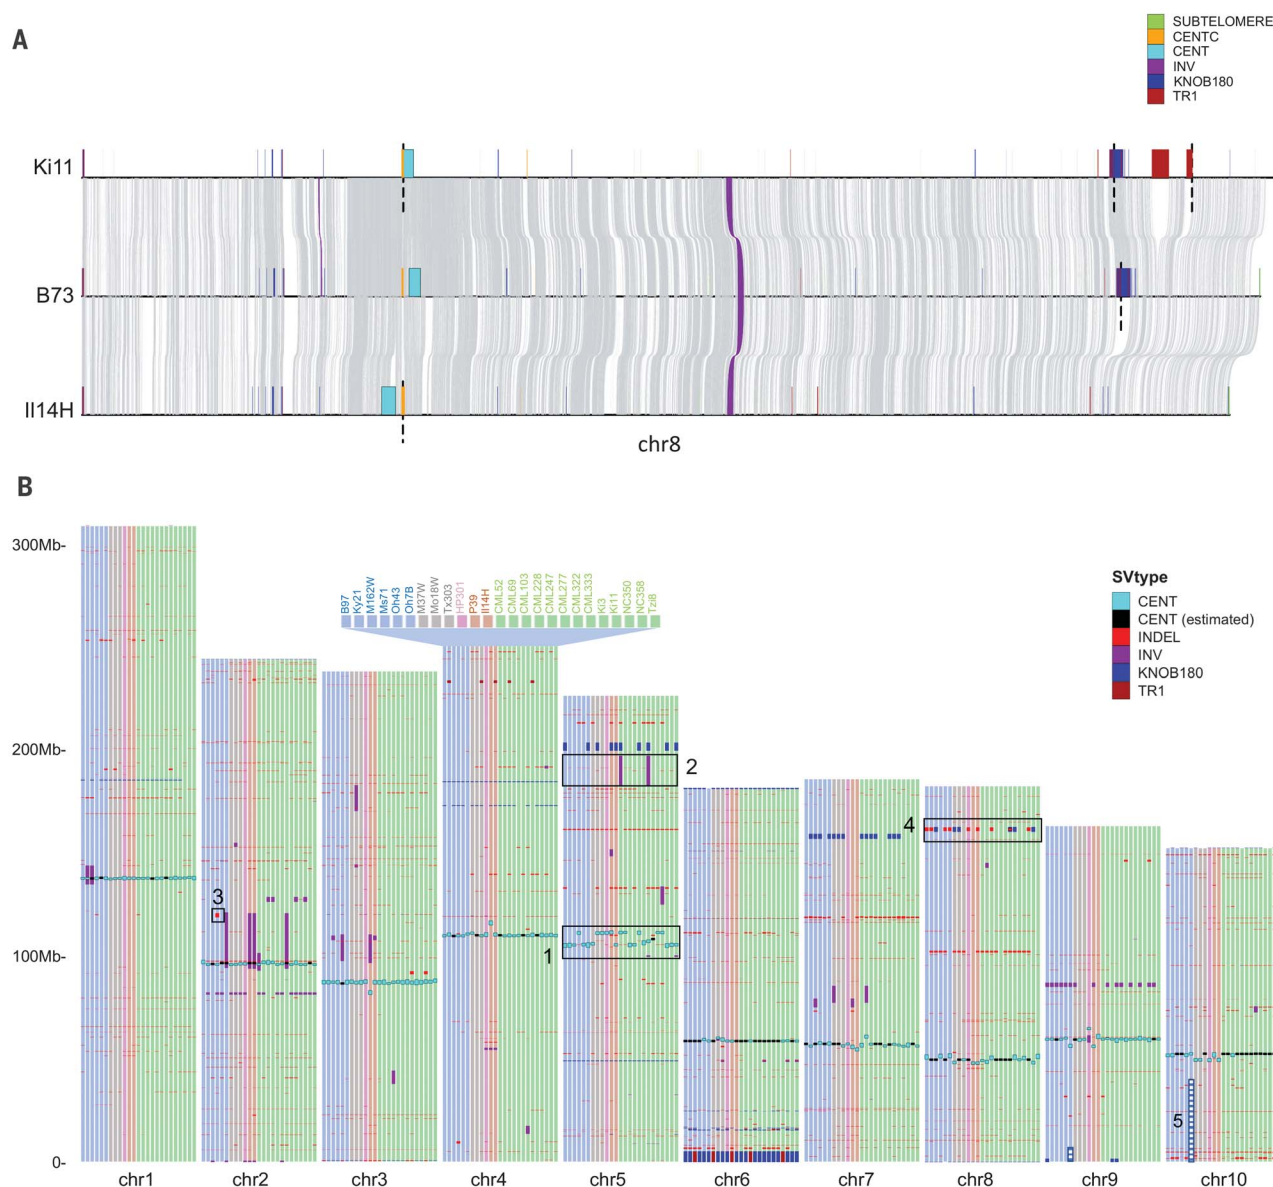 A
SUBTELOMERE
CENTC
CENT
INV
KNOB180
TR1
Ki11
B73
Il14H
chr8
B
300Mb-
200Mb-
100Mb-
0-
B97
Ky21
M162W
Ms71
Oh43
Oh7B
M37W
Mo18W
Tx303
HP301
P39
Il14H
CML52
CML69
CML103
CML228
CML247
CML277
CML322
CML333
Ki3
Ki11
NC350
NC358
Tzi8
SVtype
CENT
CENT (estimated)
INDEL
INV
KNOB180
TR1
2
4
3
1
5
chr1 chr2 chr3 chr4 chr5 chr6 chr7 chr8 chr9 chr10